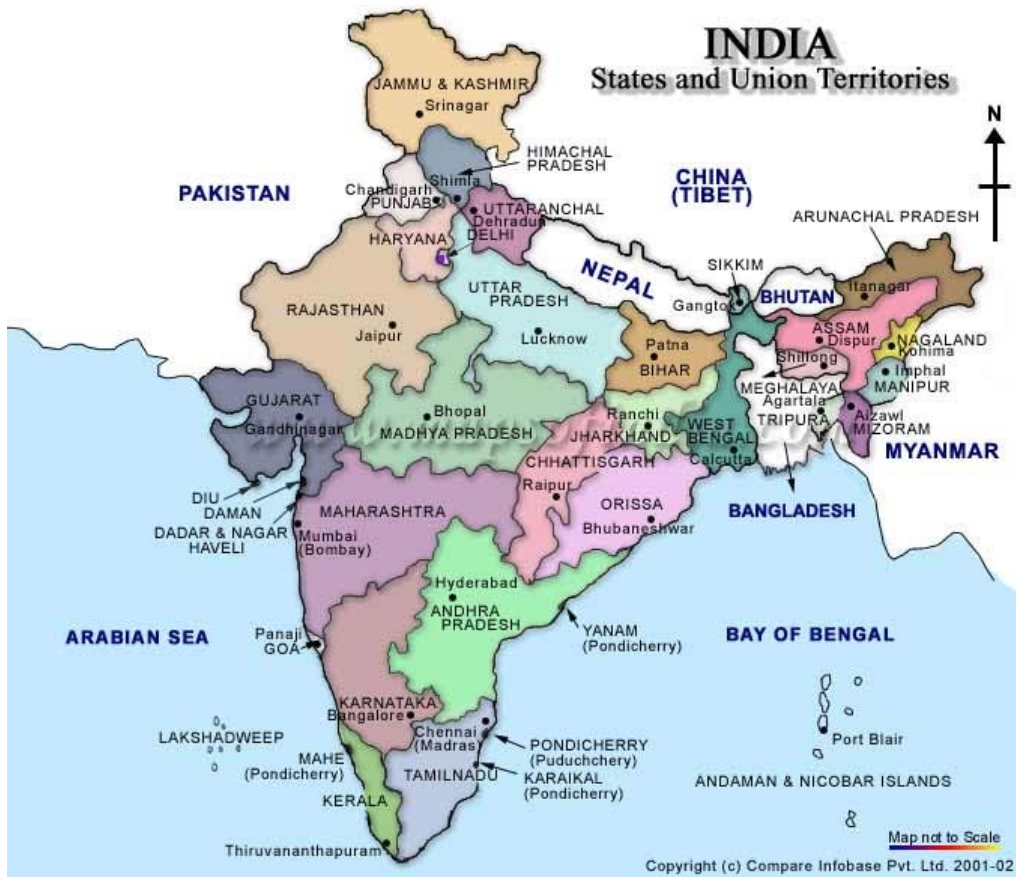 INDIA
States and Union Territories
N
JAMMU & KASHMIR
Srinagar
HIMACHAL
PRADESH
Shimla
CHINA
(TIBET)
PAKISTAN
Chandigarh
PUNJAB
UTTARANCHAL
Dehradun
DELHI
HARYANA
ARUNACHAL PRADESH
Itanagar
SIKKIM
Gangtok
NEPAL
BHUTAN
UTTAR
PRADESH
Lucknow
RAJASTHAN
Jaipur
ASSAM
Dispur
NAGALAND
Kohima
Patna
BIHAR
Shillong
MEGHALAYA
Imphal
MANIPUR
Agartala
TRIPURA
Aizawl
MIZORAM
MYANMAR
GUJARAT
Gandhinagar
Bhopal
MADHYA PRADESH
Ranchi
JHARKHAND
WEST
BENGAL
Calcutta
CHHATTISGARH
Raipur
ORISSA
Bhubaneshwar
BANGLADESH
DIU
DAMAN
DADAR & NAGAR
HAVELI
MAHARASHTRA
Mumbai
(Bombay)
Hyderabad
ANDHRA
PRADESH
YANAM
(Pondicherry)
ARABIAN SEA
BAY OF BENGAL
Panaji
GOA
KARNATAKA
Bangalore
Chennai
(Madras)
PONDICHERRY
(Puduchchery)
KARAIKAL
(Pondicherry)
LAKSHADWEEP
MAHE
(Pondicherry)
TAMILNADU
KERALA
Thiruvananthapuram
Port Blair
ANDAMAN & NICOBAR ISLANDS
Map not to Scale
Copyright (c) Compare Infobase Pvt. Ltd. 2001-02